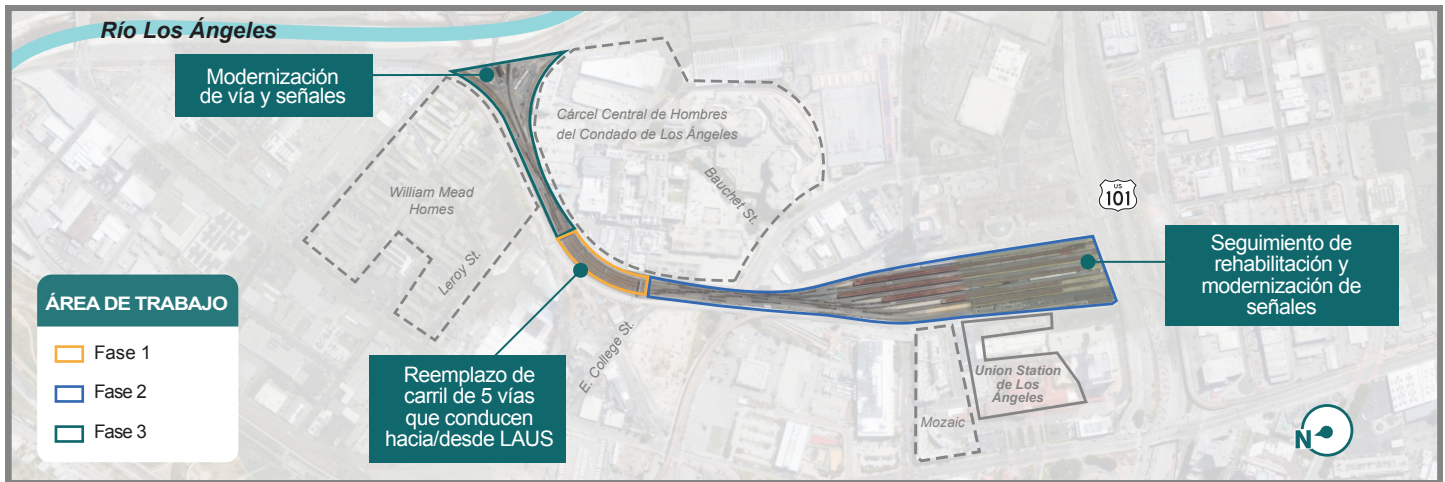 Río Los Ángeles
Modernización
de vía y señales
Cárcel Central de Hombres
del Condado de Los Ángeles
Bauchet St.
William Mead
Homes
Leroy St.
US
101
Seguimiento de
rehabilitación y
modernización de
señales
ÁREA DE TRABAJO
Fase 1
Fase 2
Fase 3
Reemplazo de
carril de 5 vías
que conducen
hacia/desde LAUS
E. College St.
Union Station
de Los
Ángeles
Mozaic
N